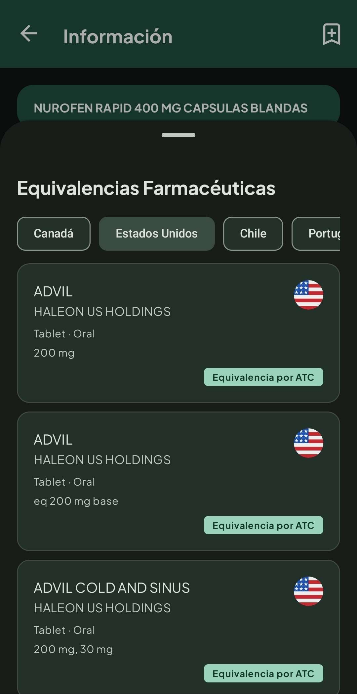 Información
NUROFEN RAPID 400 MG CAPSULAS BLANDAS
Equivalencias Farmacéuticas
Canadá
Estados Unidos
Chile
Portug
ADVIL
HALEON US HOLDINGS
Tablet · Oral
200 mg
Equivalencia por ATC
ADVIL
HALEON US HOLDINGS
Tablet · Oral
eq 200 mg base
Equivalencia por ATC
ADVIL COLD AND SINUS
HALEON US HOLDINGS
Tablet · Oral
200 mg, 30 mg
Equivalencia por ATC